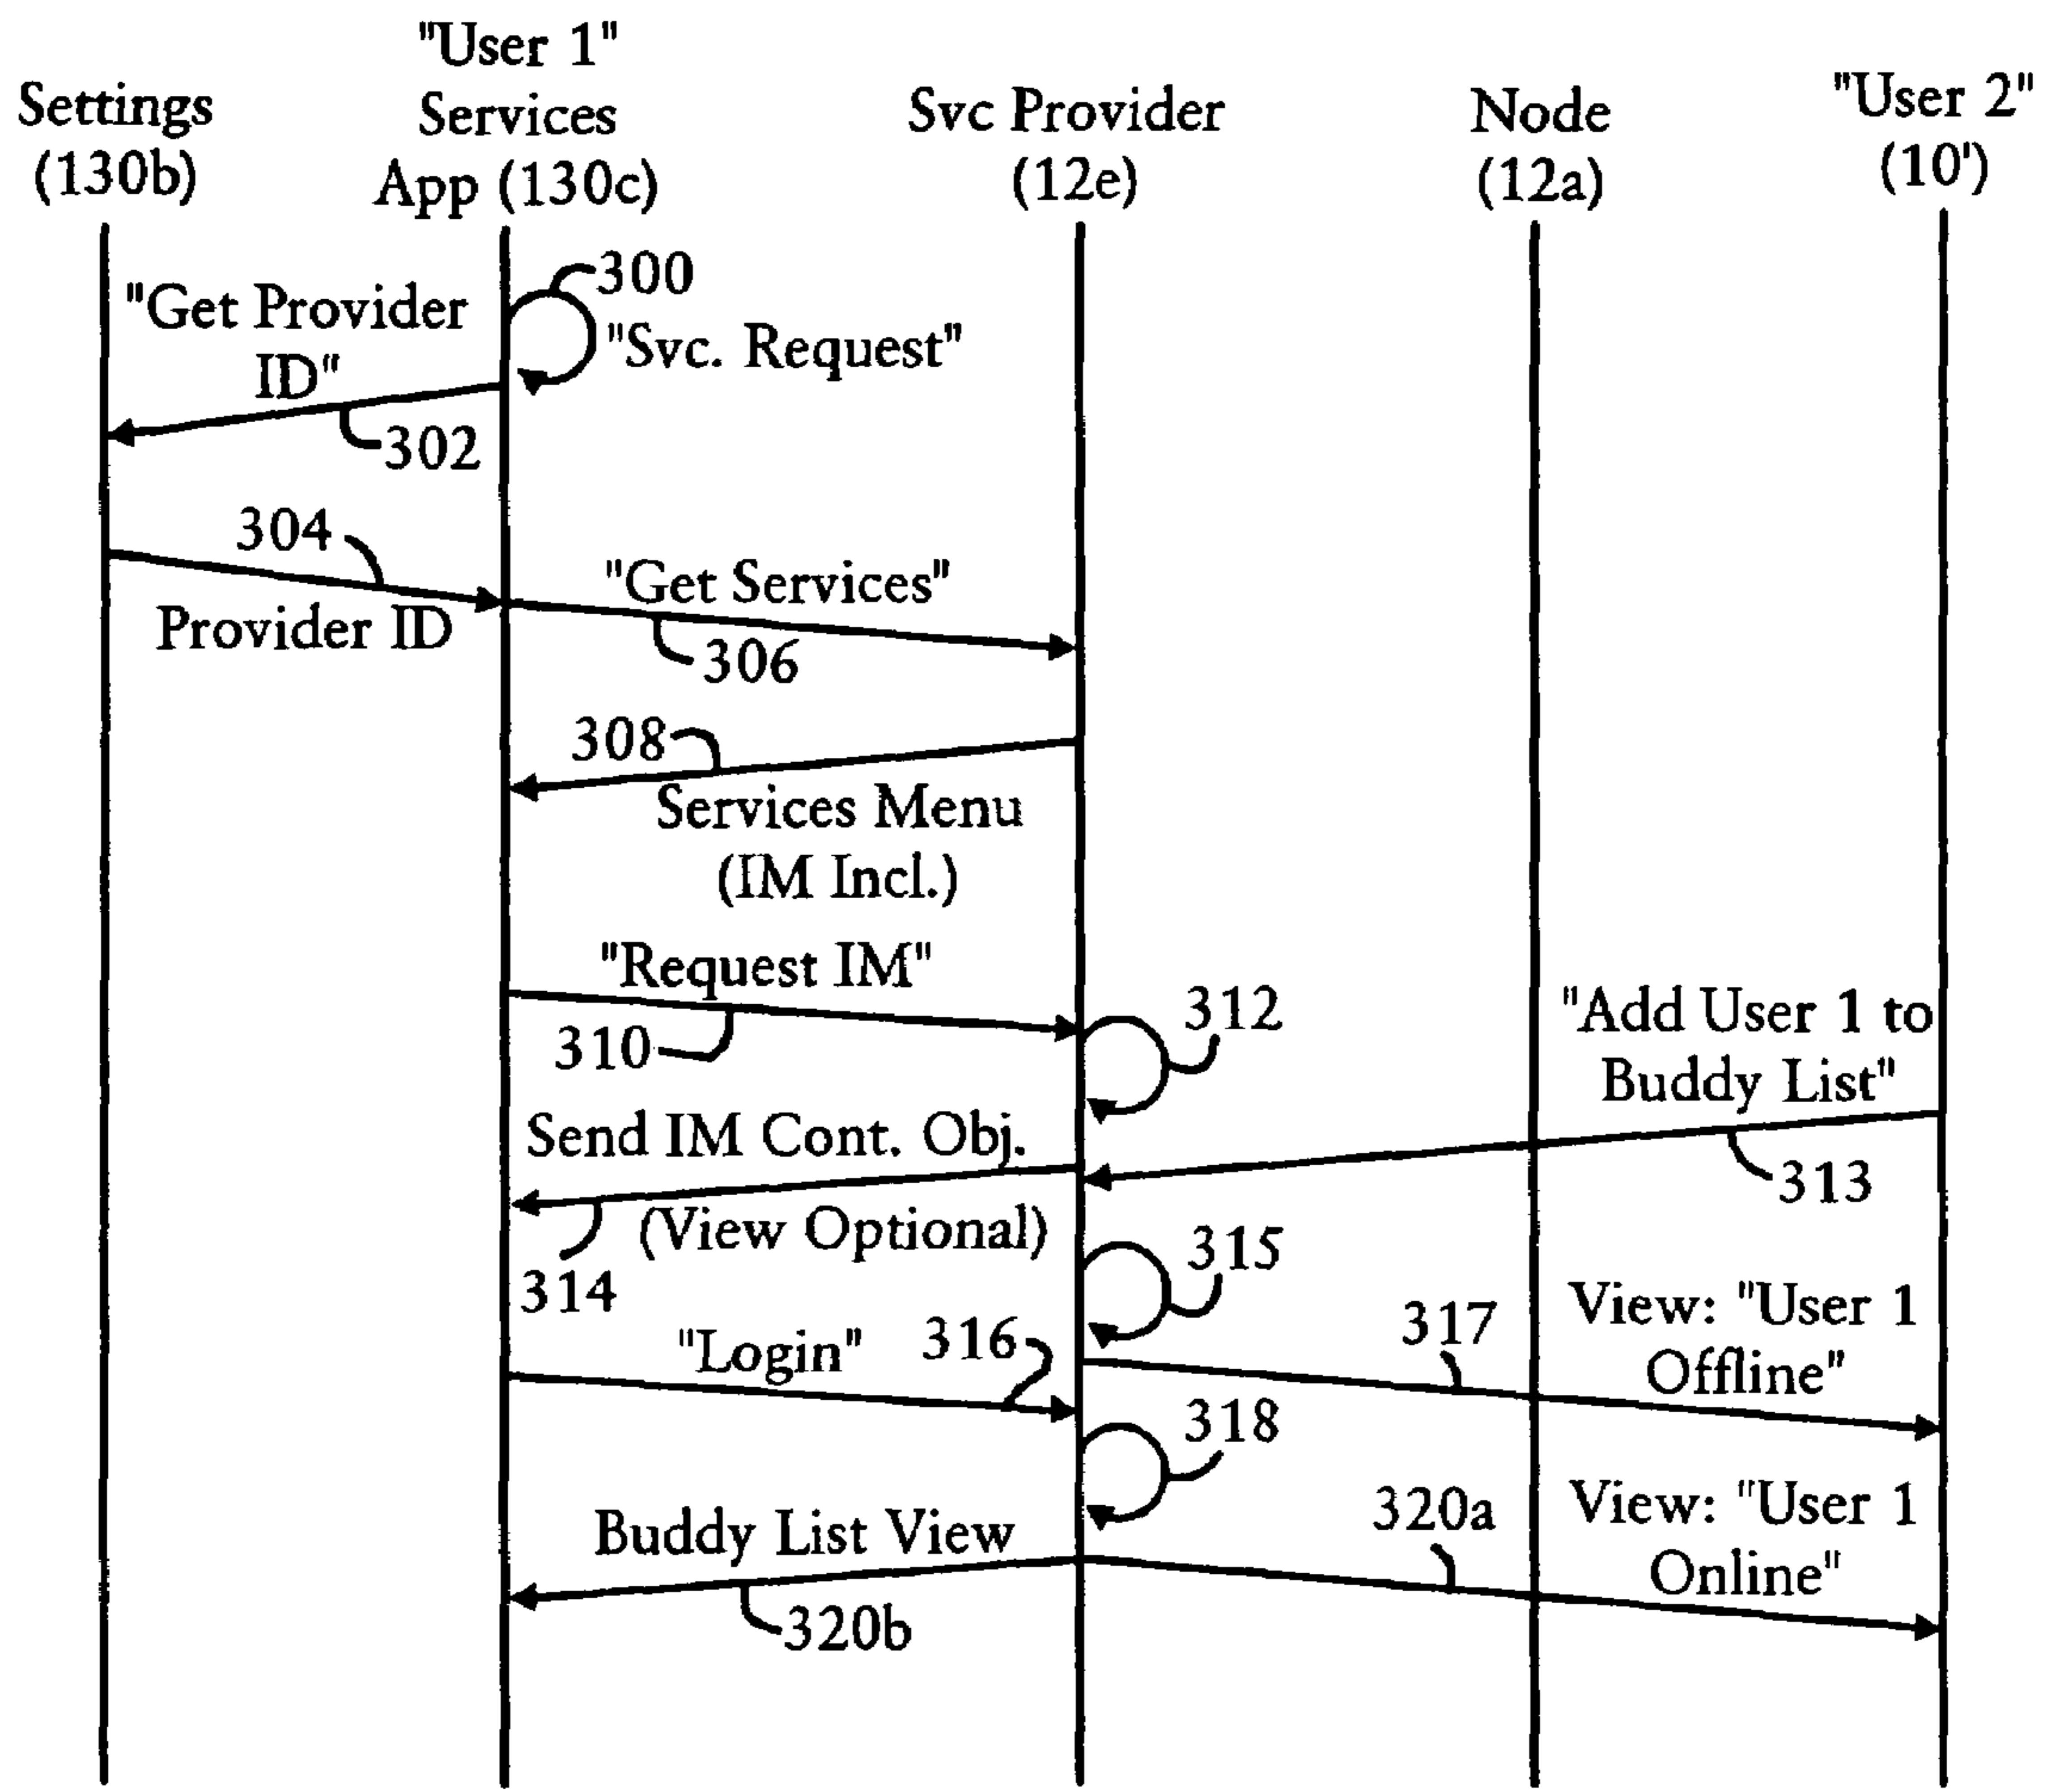 "User 1"
Services
App (130c)
Settings
(130b)
Svc Provider
(12e)
Node
(12a)
"User 2"
(10')
300
"Svc. Request"
"Get Provider
ID"
302
304
Provider ID
"Get Services"
306
308
Services Menu
(IM Incl.)
"Request IM"
310
312
"Add User 1 to
Buddy List"
313
Send IM Cont. Obj.
(View Optional)
314
315
"Login"
316
317
View: "User 1
Offline"
318
Buddy List View
320a
View: "User 1
Online"
320b